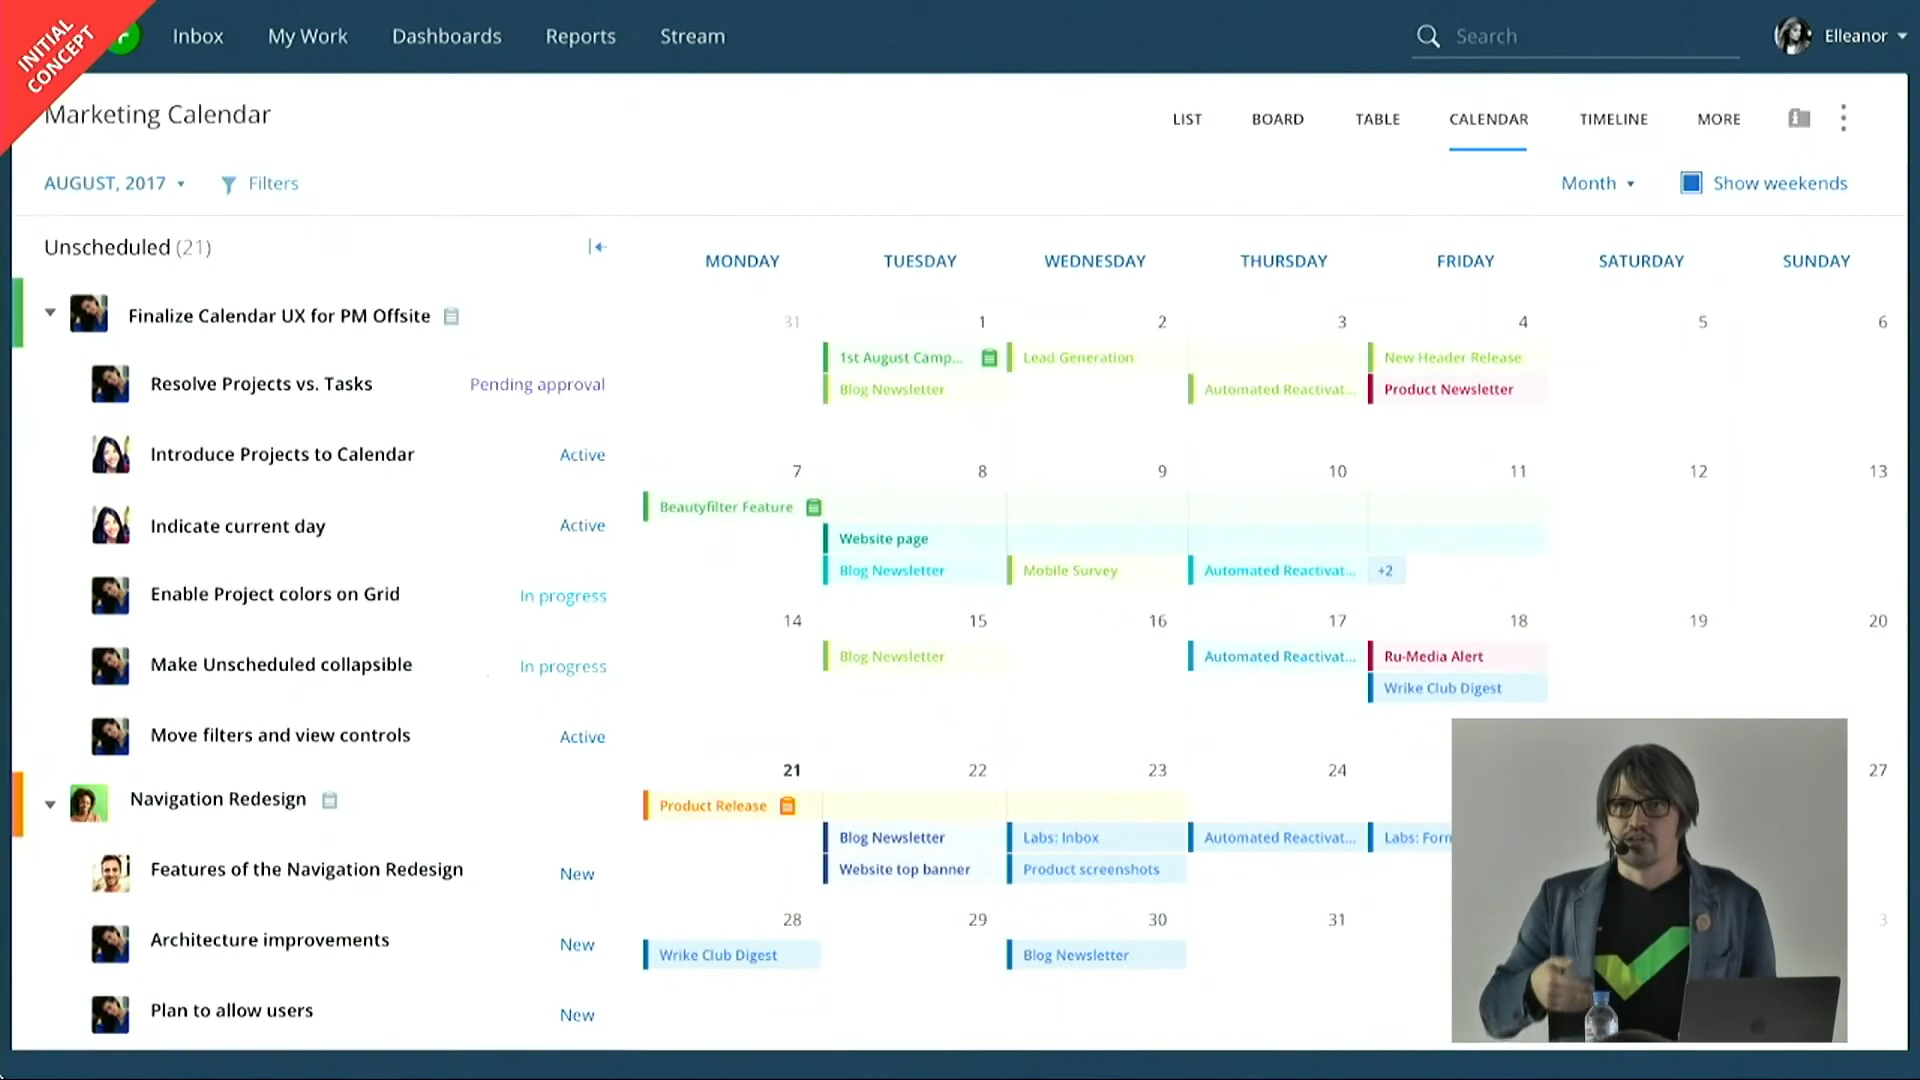 INITIAL
CONCEPT
Inbox My Work Dashboards Reports Stream Search Elleanor
Marketing Calendar LIST BOARD TABLE CALENDAR TIMELINE MORE
AUGUST, 2017 Filters Month Show weekends
Unscheduled (21)
MONDAY TUESDAY WEDNESDAY THURSDAY FRIDAY SATURDAY SUNDAY
Finalize Calendar UX for PM Offsite
Resolve Projects vs. Tasks Pending approval
Introduce Projects to Calendar Active
Indicate current day Active
Enable Project colors on Grid In progress
Make Unscheduled collapsible In progress
Move filters and view controls Active
Navigation Redesign
Features of the Navigation Redesign New
Architecture improvements New
Plan to allow users New
31 1 2 3 4 5 6
1st August Camp... Lead Generation New Header Release
Blog Newsletter Automated Reactivat... Product Newsletter
7 8 9 10 11 12 13
Beautyfilter Feature
Website page
Blog Newsletter Mobile Survey Automated Reactivat... +2
14 15 16 17 18 19 20
Blog Newsletter Automated Reactivat... Ru-Media Alert
Wrike Club Digest
21 22 23 24 27
Product Release
Blog Newsletter Labs: Inbox Automated Reactivat... Labs: Forn
Website top banner Product screenshots
28 29 30 31 3
Wrike Club Digest Blog Newsletter